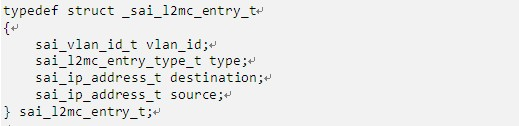 typedef struct _sai_l2mc_entry_t
{
sai_vlan_id_t vlan_id;
sai_l2mc_entry_type_t type;
sai_ip_address_t destination;
sai_ip_address_t source;
} sai_l2mc_entry_t;